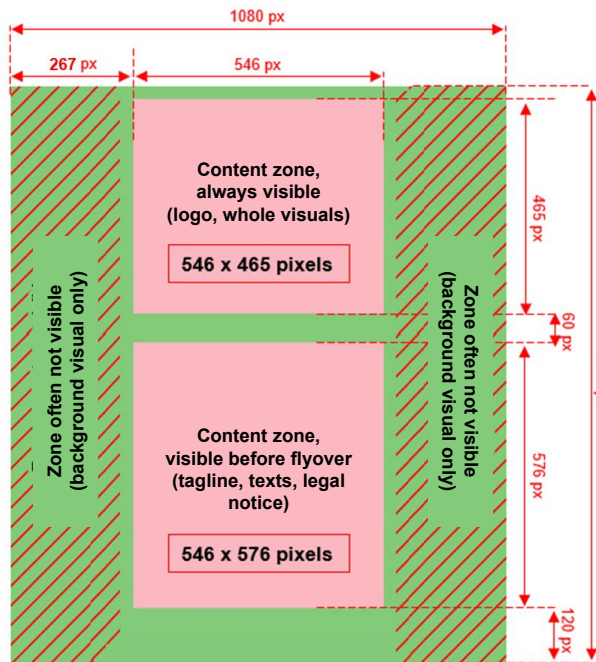 1080 px
267 px
546 px
Content zone,
always visible
(logo, whole visuals)
546 x 465 pixels
465 px
60 px
Zone often not visible
(background visual only)
Zone often not visible
(background visual only)
Content zone,
visible before flyover
(tagline, texts, legal
notice)
546 x 576 pixels
576 px
120 px